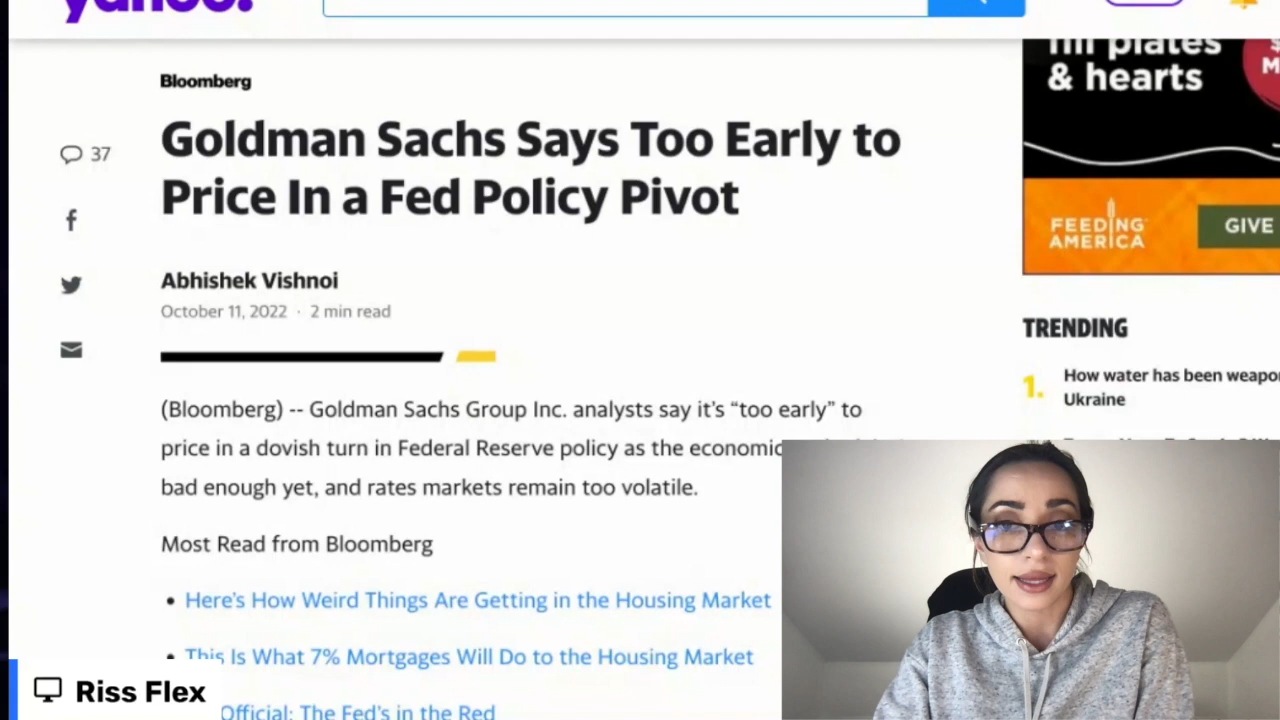 yahoo!
fill plates
& hearts
FEEDING
AMERICA
GIVE
Bloomberg
Goldman Sachs Says Too Early to
Price In a Fed Policy Pivot
37
Abhishek Vishnoi
October 11, 2022 · 2 min read
(Bloomberg) -- Goldman Sachs Group Inc. analysts say it’s “too early” to
price in a dovish turn in Federal Reserve policy as the economic
bad enough yet, and rates markets remain too volatile.
Most Read from Bloomberg
• Here’s How Weird Things Are Getting in the Housing Market
• This Is What 7% Mortgages Will Do to the Housing Market
Official: The Fed’s in the Red
TRENDING
1. How water has been weapo
Ukraine
Riss Flex